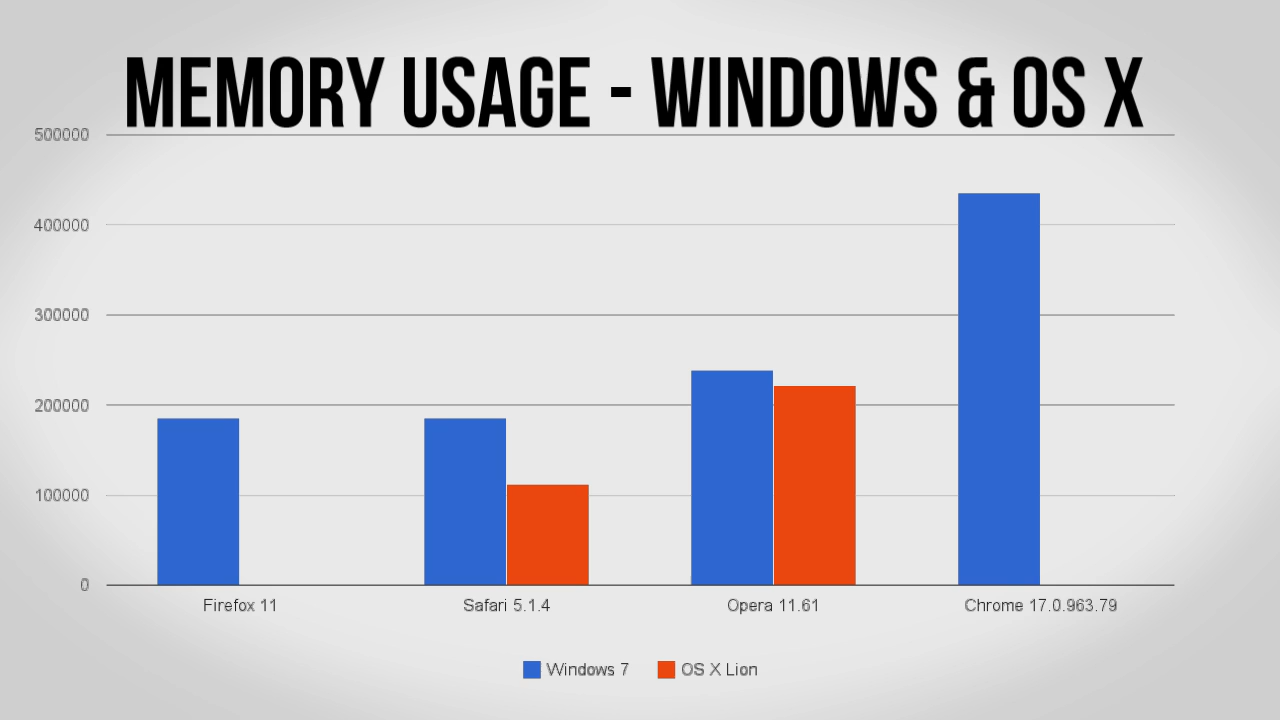 MEMORY USAGE - WINDOWS & OS X
500000
400000
300000
200000
100000
0
Firefox 11 Safari 5.1.4 Opera 11.61 Chrome 17.0.963.79
Windows 7 OS X Lion